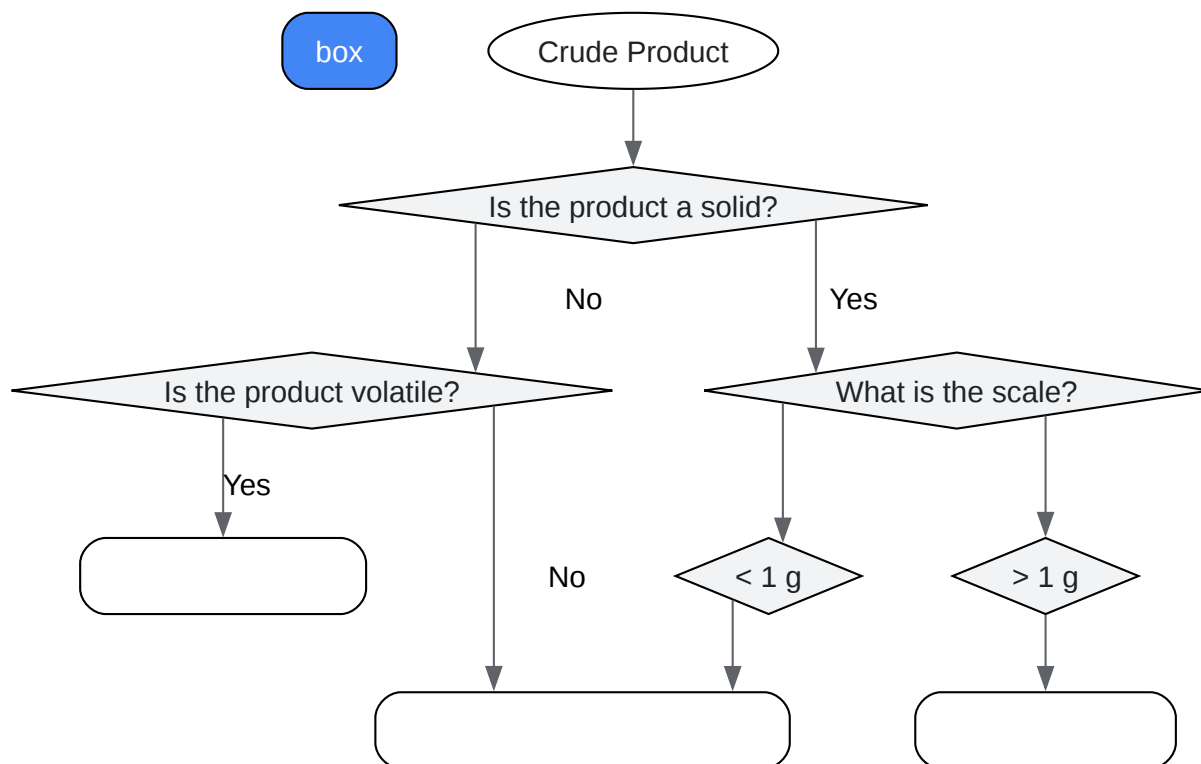 box
Crude Product
Is the product a solid?
No
Yes
Is the product volatile?
What is the scale?
Yes
No
< 1 g
> 1 g